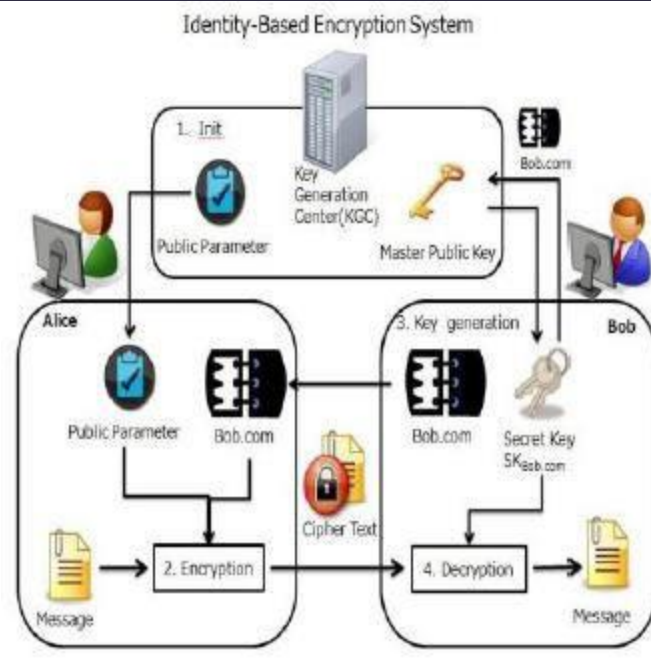 Identity-Based Encryption System
1. Init
Key
Generation
Center(KGC)
Bob.com
Public Parameter
Master Public Key
Alice
3. Key generation
Bob
Public Parameter
Bob.com
Bob.com
Secret Key
SKBob.com
Cipher Text
2. Encryption
4. Decryption
Message
Message